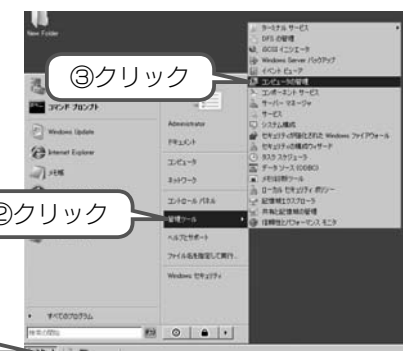 New Folder
③クリック
コマンド プロンプト
Windows Update
Internet Explorer
メモ帳
②クリック
すべてのプログラム
検索の開始
Administrator
ドキュメント
コンピュータ
ネットワーク
コントロール パネル
管理ツール
ヘルプとサポート
ファイル名を指定して実行...
Windows セキュリティ
ターミナル サービス
DFS の管理
iSCSI イニシエータ
Windows Server バックアップ
イベント ビューア
コンピュータの管理
コンポーネント サービス
サーバー マネージャ
サービス
システム構成
セキュリティが強化された Windows ファイアウォール
セキュリティの構成ウィザード
タスク スケジューラ
データ ソース (ODBC)
メモリ診断ツール
ローカル セキュリティ ポリシー
記憶域エクスプローラ
共有と記憶域の管理
信頼性とパフォーマンス モニタ